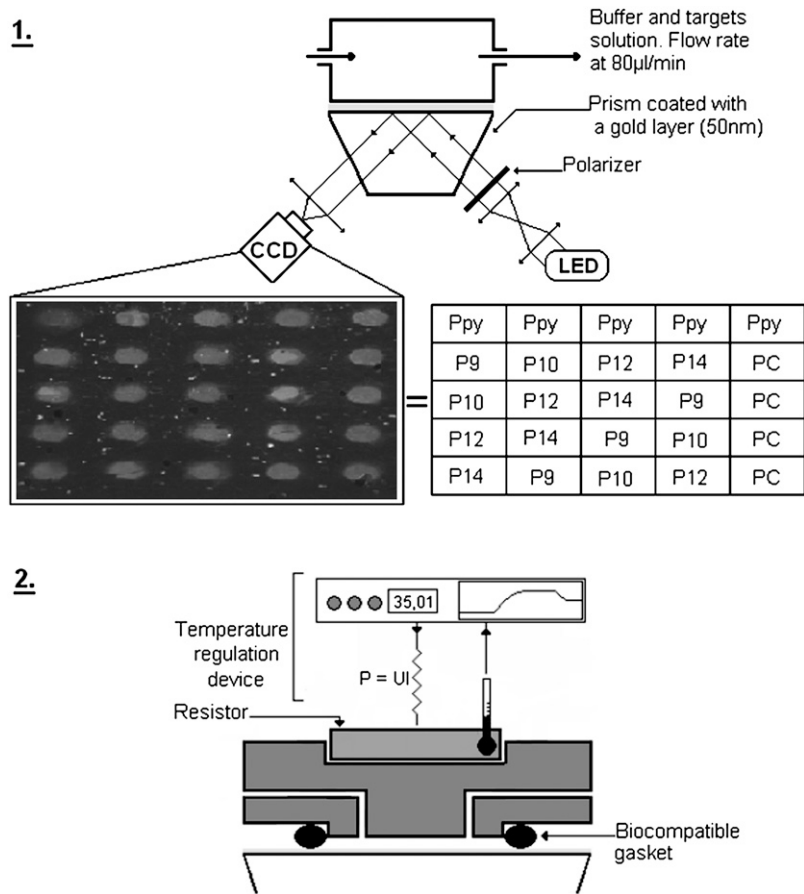 1.
Buffer and targets
solution. Flow rate
at 80µl/min
Prism coated with
a gold layer (50nm)
Polarizer
CCD
LED
Ppy Ppy Ppy Ppy Ppy
P9 P10 P12 P14 PC
=
P10 P12 P14 P9 PC
P12 P14 P9 P10 PC
P14 P9 P10 P12 PC
2.
35,01
Temperature
regulation
device
P = UI
Resistor
Biocompatible
gasket